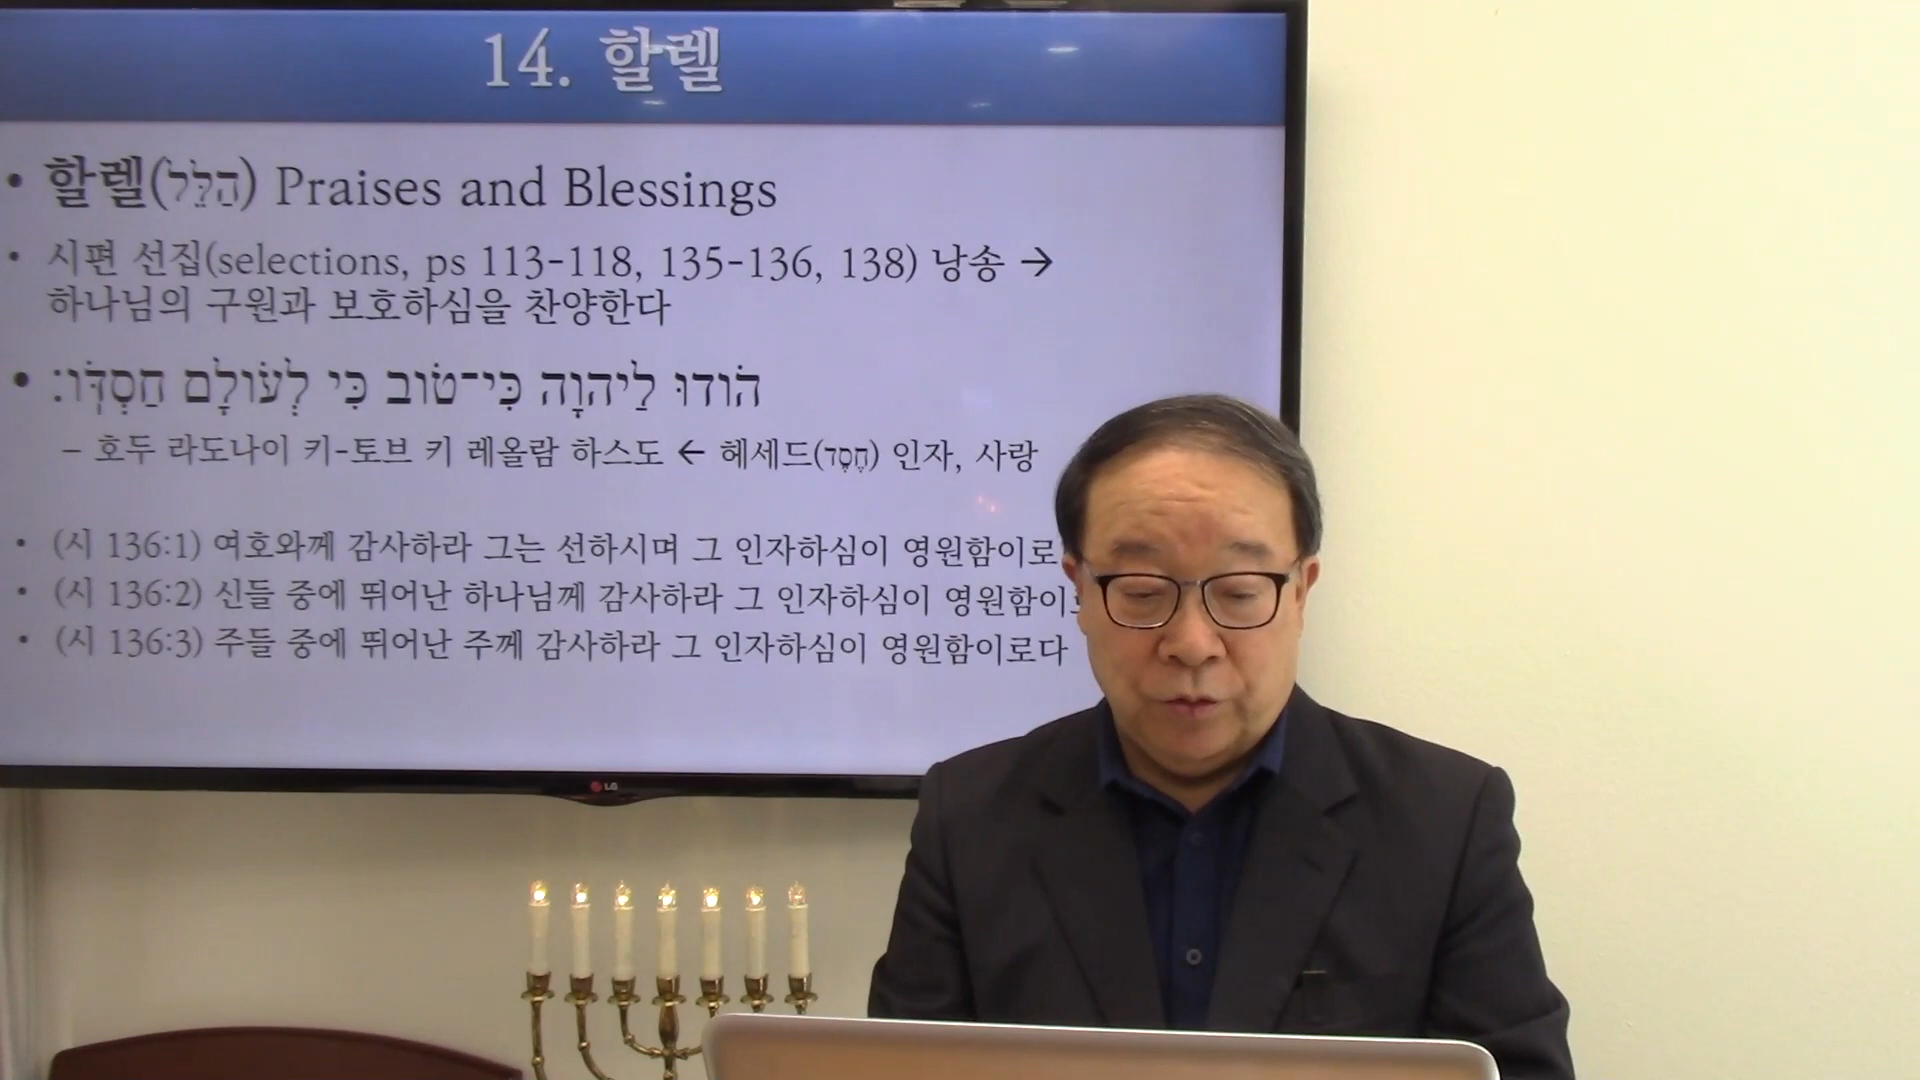 14. 할렐
• 할렐(הַלֵּל) Praises and Blessings
• 시편 선집(selections, ps 113-118, 135-136, 138) 낭송 →
하나님의 구원과 보호하심을 찬양한다
• הֹודוּ לַיהוָה כִּי־טֹוב כִּי לְעֹולָם חַסְדֹּֽו׃
– 호두 라도나이 키-토브 키 레올람 하스도 ← 헤세드(חֶסֶד) 인자, 사랑
• (시 136:1) 여호와께 감사하라 그는 선하시며 그 인자하심이 영원함이로
• (시 136:2) 신들 중에 뛰어난 하나님께 감사하라 그 인자하심이 영원함이
• (시 136:3) 주들 중에 뛰어난 주께 감사하라 그 인자하심이 영원함이로다
LG